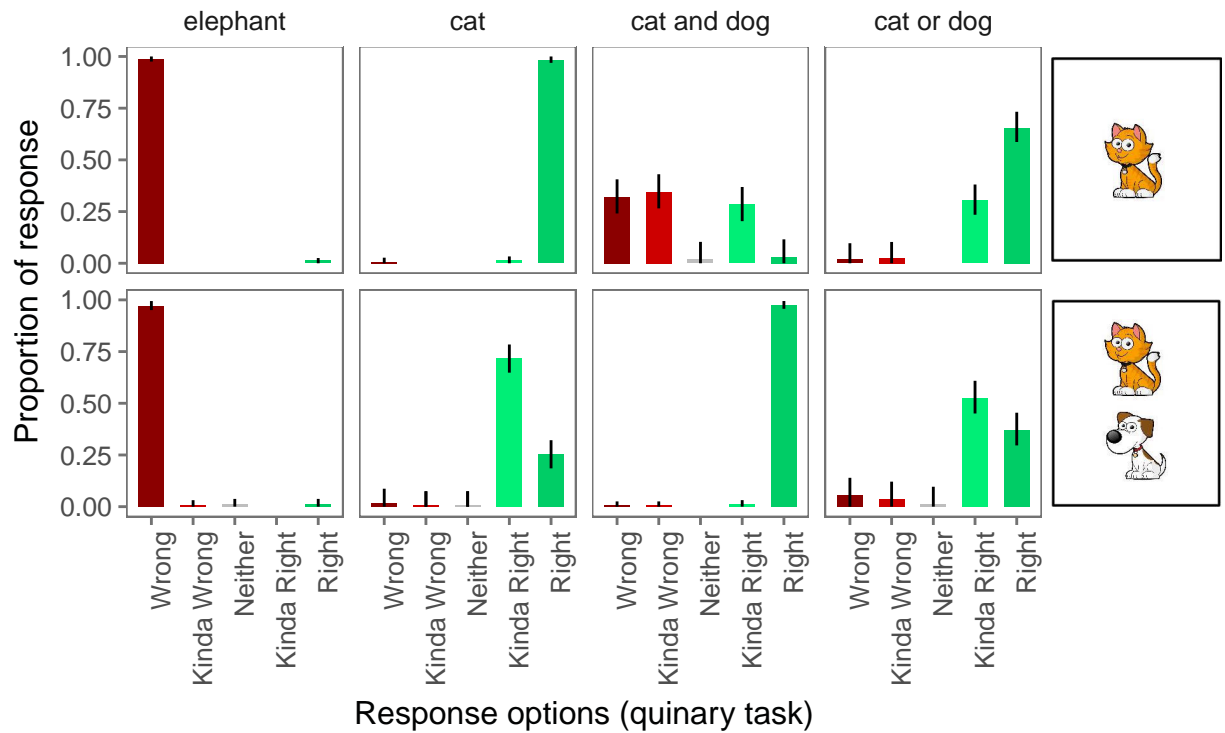 elephant
cat
cat and dog
cat or dog
Proportion of response
1.00
0.75
0.50
0.25
0.00
1.00
0.75
0.50
0.25
0.00
Wrong
Kinda Wrong
Neither
Kinda Right
Right
Wrong
Kinda Wrong
Neither
Kinda Right
Right
Wrong
Kinda Wrong
Neither
Kinda Right
Right
Wrong
Kinda Wrong
Neither
Kinda Right
Right
Response options (quinary task)